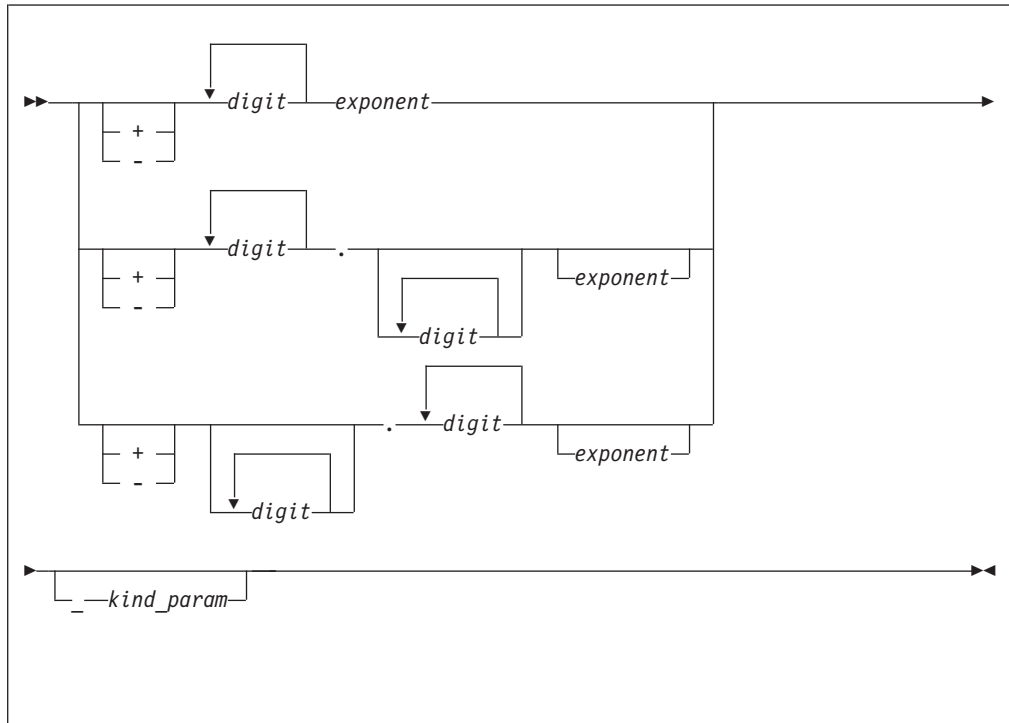 digit exponent
+
-
digit .
+ exponent
-
digit
. digit
+ exponent
-
digit
_ kind_param